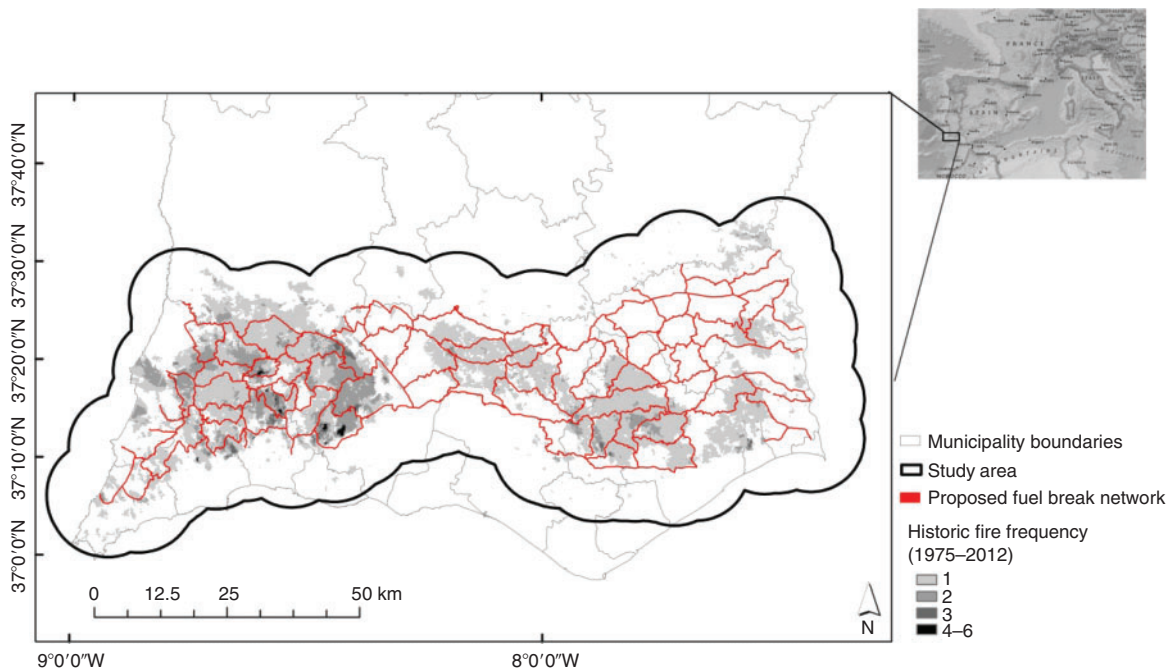 FRANCE
SPAIN
37°40′0″N
37°30′0″N
37°20′0″N
37°10′0″N
37°0′0″N
0 12.5 25 50 km
N
9°0′0″W
8°0′0″W
Municipality boundaries
Study area
Proposed fuel break network
Historic fire frequency
(1975–2012)
1
2
3
4–6